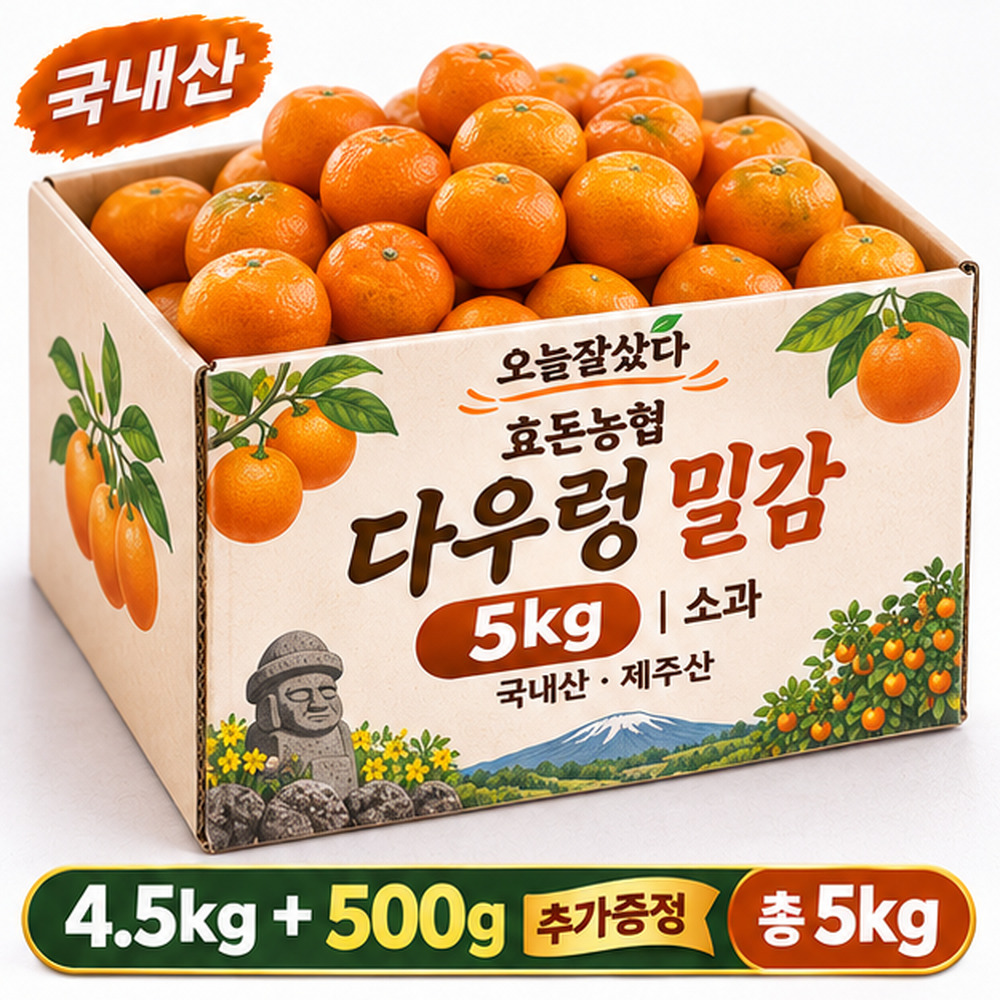 국내산
오늘잘샀다
효돈농협
다우렁 밀감
5kg | 소과
국내산 · 제주산
4.5kg + 500g 추가증정 총 5kg